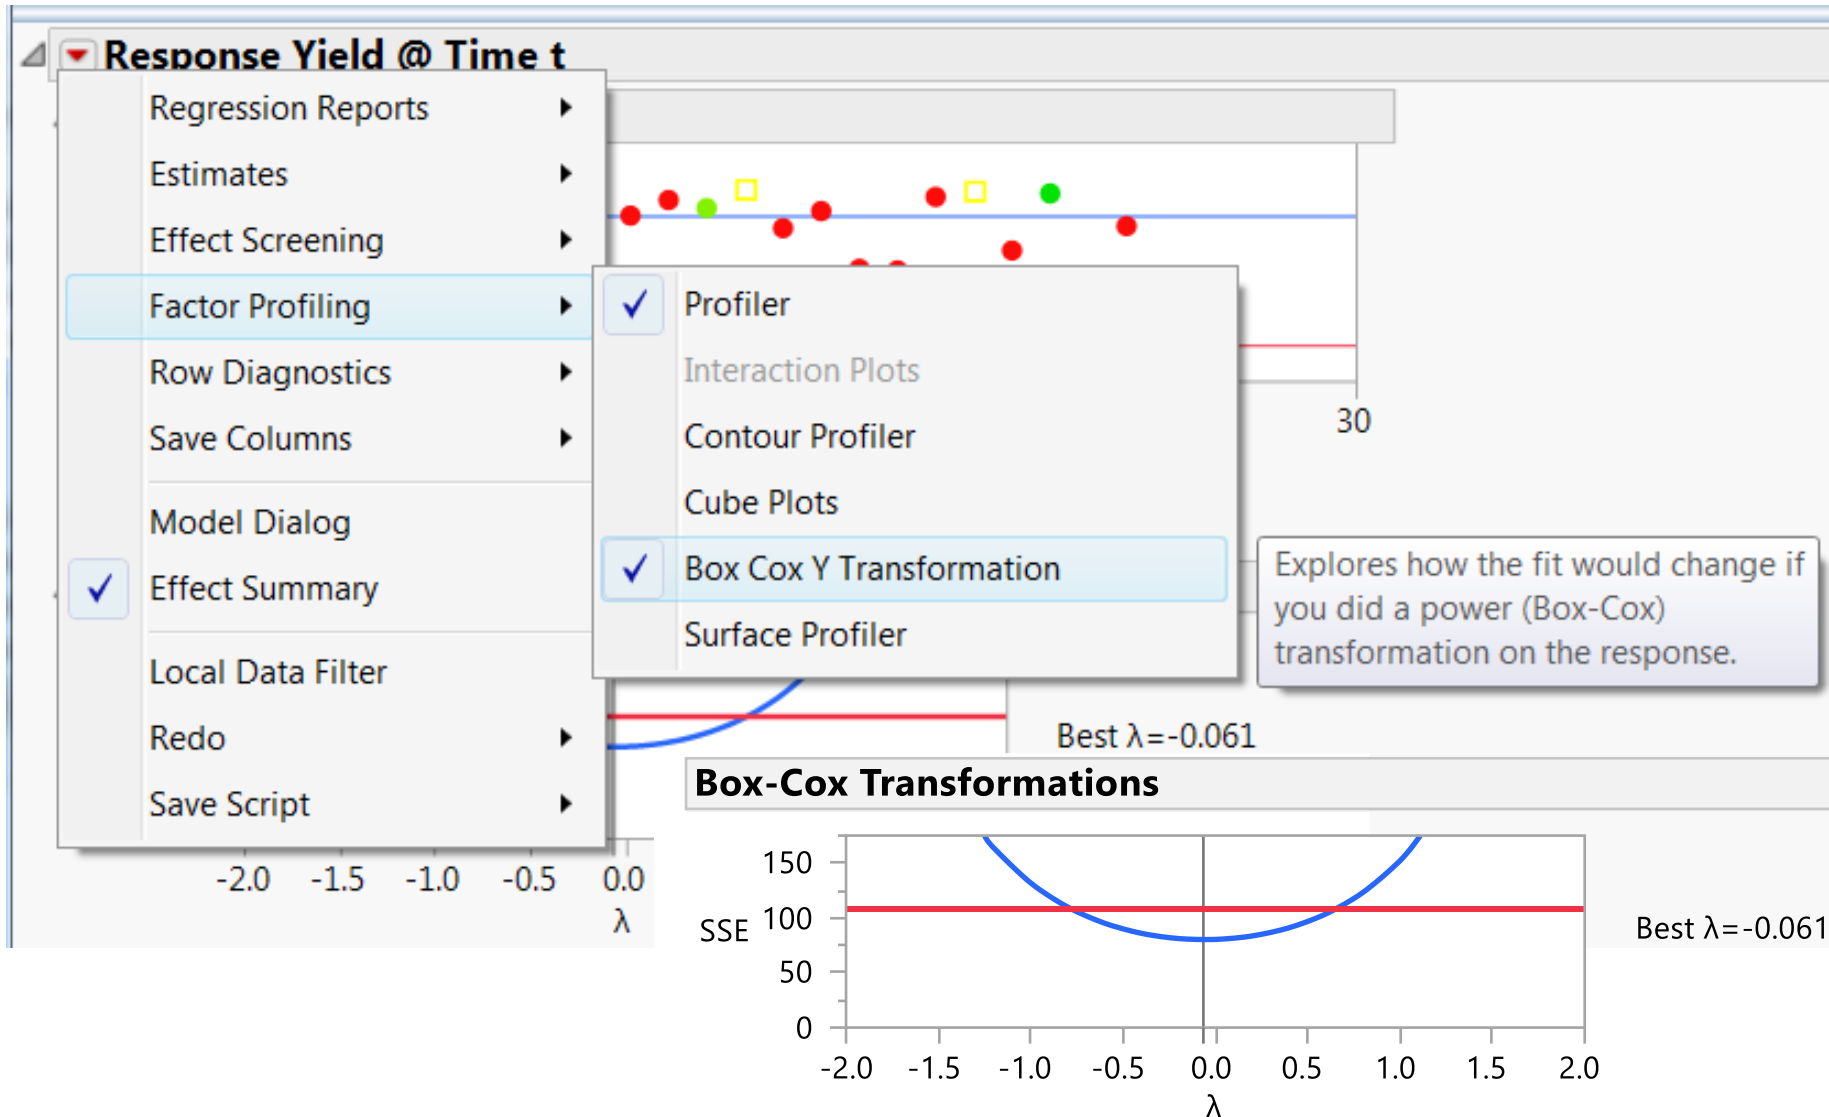 Response Yield @ Time t
Regression Reports
Estimates
Effect Screening
Factor Profiling
Row Diagnostics
Save Columns
Model Dialog
Effect Summary
Local Data Filter
Redo
Save Script
Profiler
Interaction Plots
Contour Profiler
Cube Plots
Box Cox Y Transformation
Surface Profiler
30
Explores how the fit would change if
you did a power (Box-Cox)
transformation on the response.
Best λ=-0.061
-2.0 -1.5 -1.0 -0.5 0.0
λ
Box-Cox Transformations
150
100
50
0
SSE
-2.0 -1.5 -1.0 -0.5 0.0 0.5 1.0 1.5 2.0
λ
Best λ=-0.061